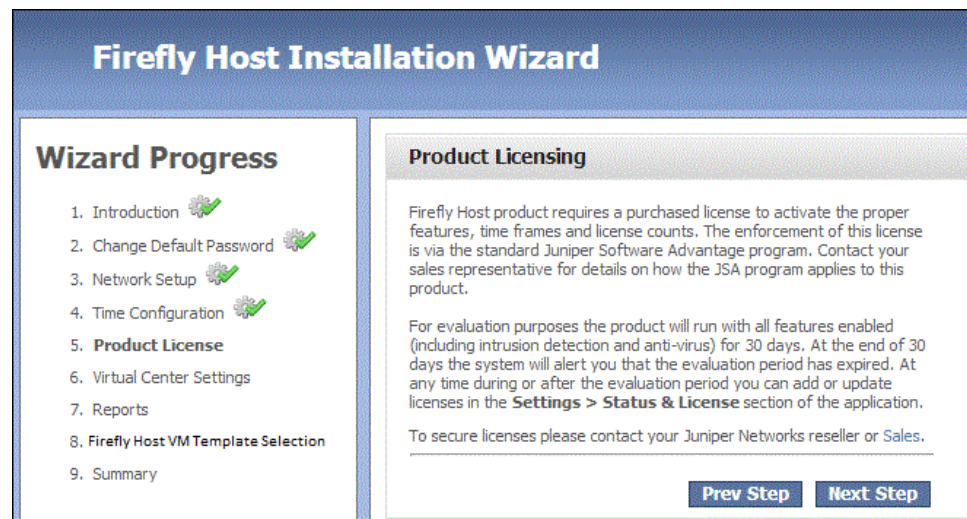 Firefly Host Installation Wizard
Wizard Progress
1. Introduction
2. Change Default Password
3. Network Setup
4. Time Configuration
5. Product License
6. Virtual Center Settings
7. Reports
8. Firefly Host VM Template Selection
9. Summary
Product Licensing
Firefly Host product requires a purchased license to activate the proper
features, time frames and license counts. The enforcement of this license
is via the standard Juniper Software Advantage program. Contact your
sales representative for details on how the JSA program applies to this
product.
For evaluation purposes the product will run with all features enabled
(including intrusion detection and anti-virus) for 30 days. At the end of 30
days the system will alert you that the evaluation period has expired. At
any time during or after the evaluation period you can add or update
licenses in the Settings > Status & License section of the application.
To secure licenses please contact your Juniper Networks reseller or Sales.
Prev Step Next Step